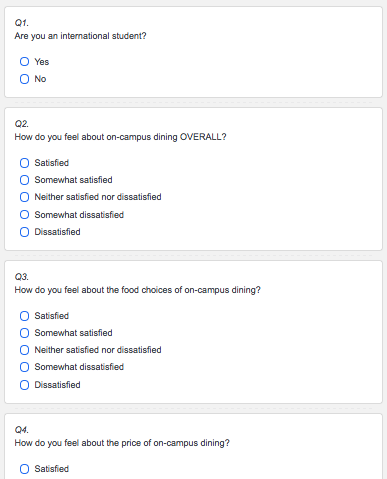 Q1.
Are you an international student?
Yes
No
Q2.
How do you feel about on-campus dining OVERALL?
Satisfied
Somewhat satisfied
Neither satisfied nor dissatisfied
Somewhat dissatisfied
Dissatisfied
Q3.
How do you feel about the food choices of on-campus dining?
Satisfied
Somewhat satisfied
Neither satisfied nor dissatisfied
Somewhat dissatisfied
Dissatisfied
Q4.
How do you feel about the price of on-campus dining?
Satisfied